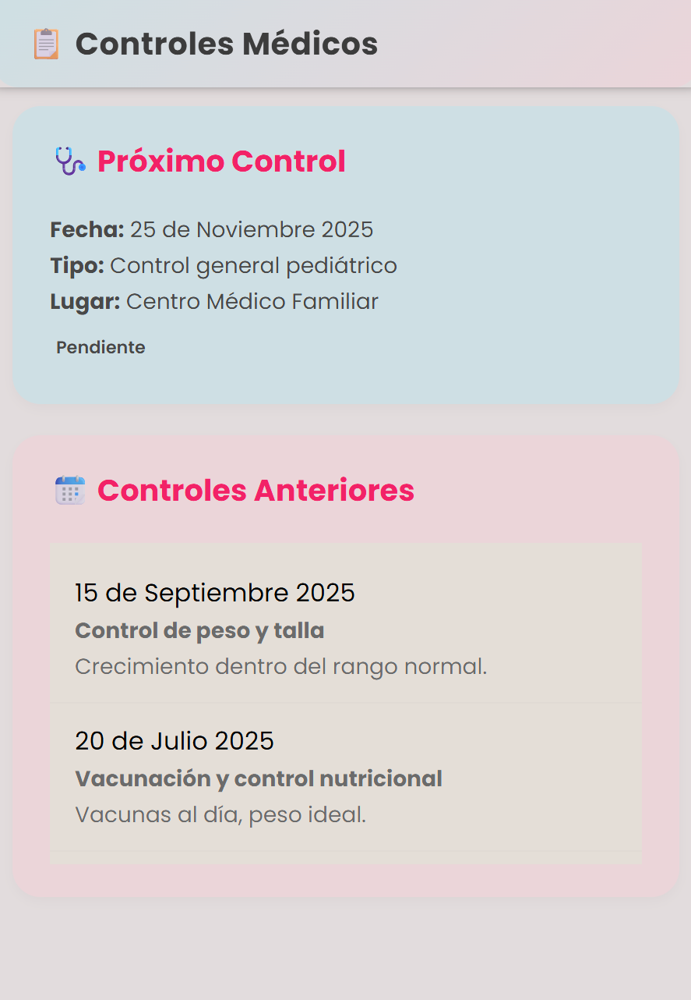 Controles Médicos
Próximo Control
Fecha: 25 de Noviembre 2025
Tipo: Control general pediátrico
Lugar: Centro Médico Familiar
Pendiente
Controles Anteriores
15 de Septiembre 2025
Control de peso y talla
Crecimiento dentro del rango normal.
20 de Julio 2025
Vacunación y control nutricional
Vacunas al día, peso ideal.